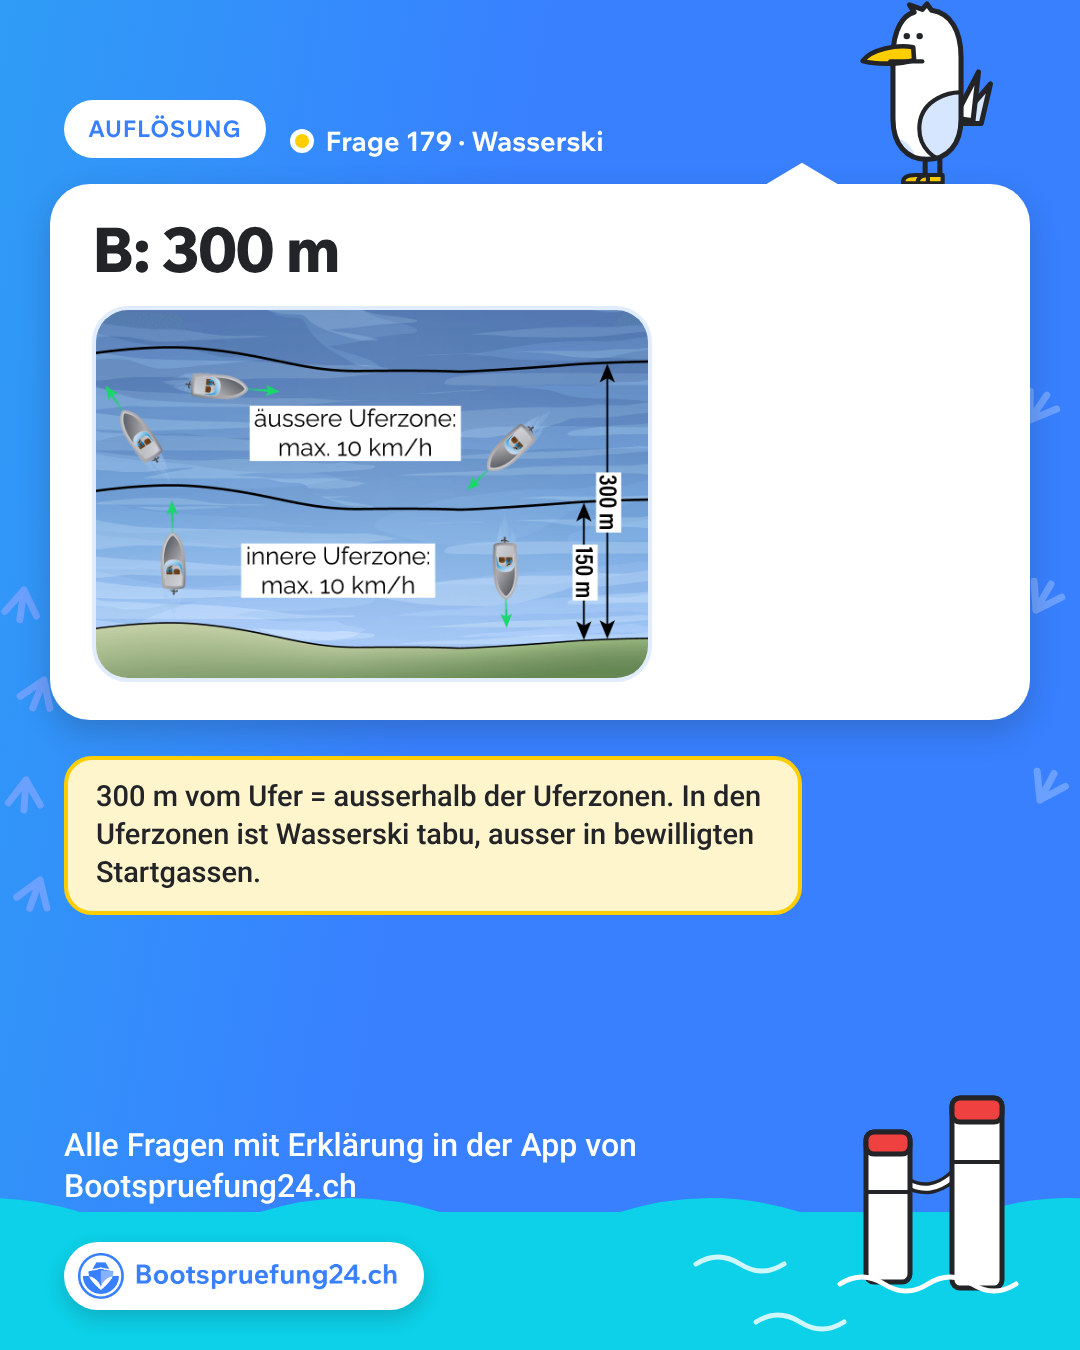 AUFLÖSUNG
Frage 179 · Wasserski
B: 300 m
äussere Uferzone:
max. 10 km/h
300 m
innere Uferzone:
max. 10 km/h
150 m
300 m vom Ufer = ausserhalb der Uferzonen. In den
Uferzonen ist Wasserski tabu, ausser in bewilligten
Startgassen.
Alle Fragen mit Erklärung in der App von
Bootspruefung24.ch
Bootspruefung24.ch